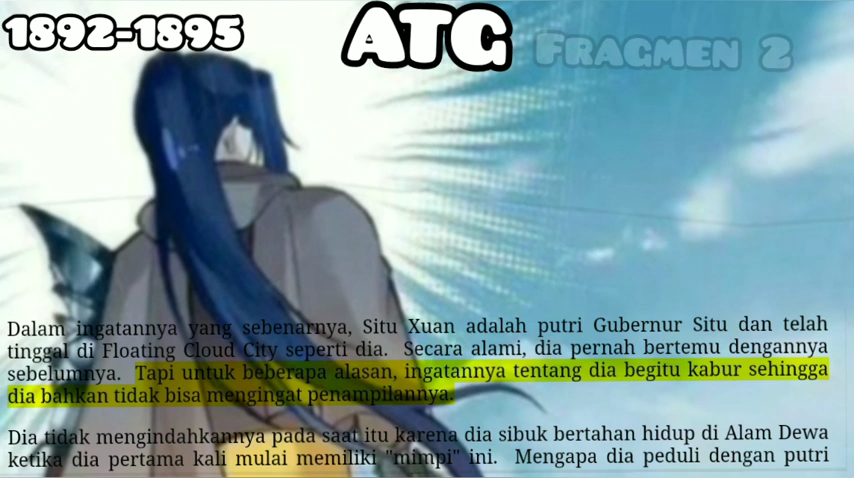 1892-1895
ATG
FRAGMEN 2
Dalam ingatannya yang sebenarnya, Situ Xuan adalah putri Gubernur Situ dan telah
tinggal di Floating Cloud City seperti dia. Secara alami, dia pernah bertemu dengannya
sebelumnya. Tapi untuk beberapa alasan, ingatannya tentang dia begitu kabur sehingga
dia bahkan tidak bisa mengingat penampilannya.
Dia tidak mengindahkannya pada saat itu karena dia sibuk bertahan hidup di Alam Dewa
ketika dia pertama kali mulai memiliki "mimpi" ini. Mengapa dia peduli dengan putri